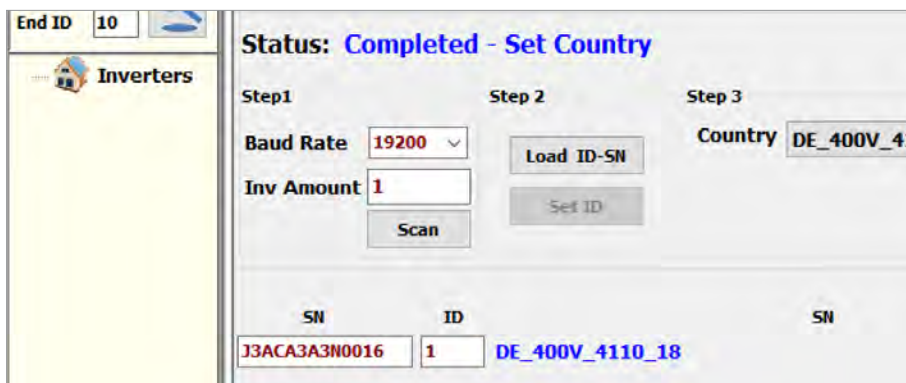 End ID 10
Inverters
Status: Completed - Set Country
Step1 Step 2 Step 3
Baud Rate 19200 Load ID-SN Country DE_400V_4
Inv Amount 1 Set ID
Scan
SN ID SN
J3ACA3A3N0016 1 DE_400V_4110_18